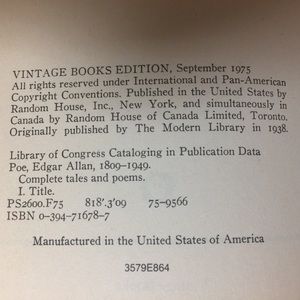 VINTAGE BOOKS EDITION, September 1975
All rights reserved under International and Pan-American
Copyright Conventions. Published in the United States by
Random House, Inc., New York, and simultaneously in
Canada by Random House of Canada Limited, Toronto.
Originally published by The Modern Library in 1938.
Library of Congress Cataloging in Publication Data
Poe, Edgar Allan, 1809-1949.
Complete tales and poems.
I. Title.
PS2600.F75 818'.3'09 75-9566
ISBN 0-394-71678-7
Manufactured in the United States of America
3579E864